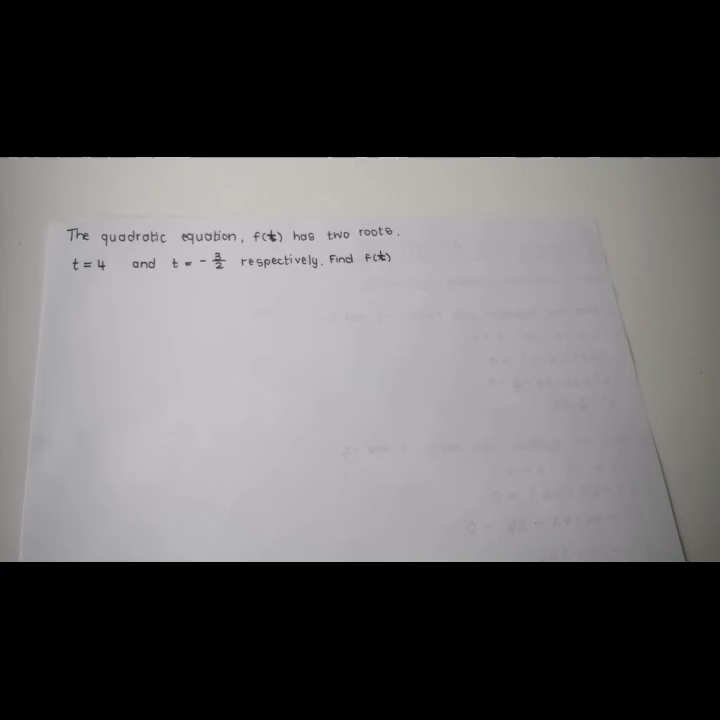 The quadratic equation, f(t) has two roots.
t = 4 and t = - 3/2 respectively. Find f(t)